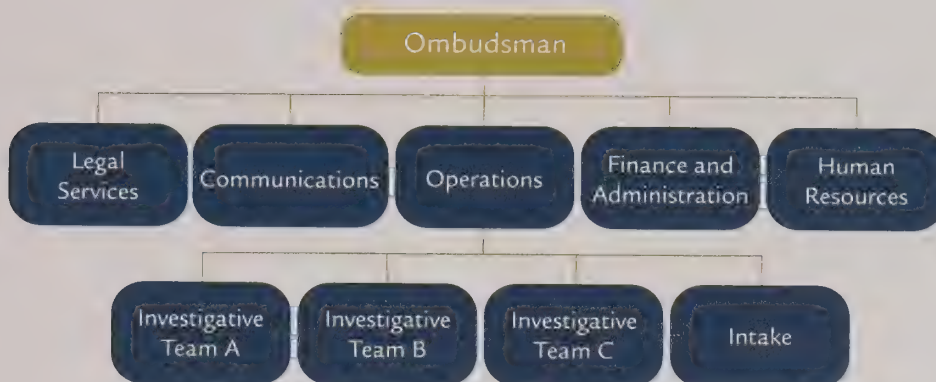 Ombudsman
Legal
Services
Communications
Operations
Finance and
Administration
Human
Resources
Investigative
Team A
Investigative
Team B
Investigative
Team C
Intake